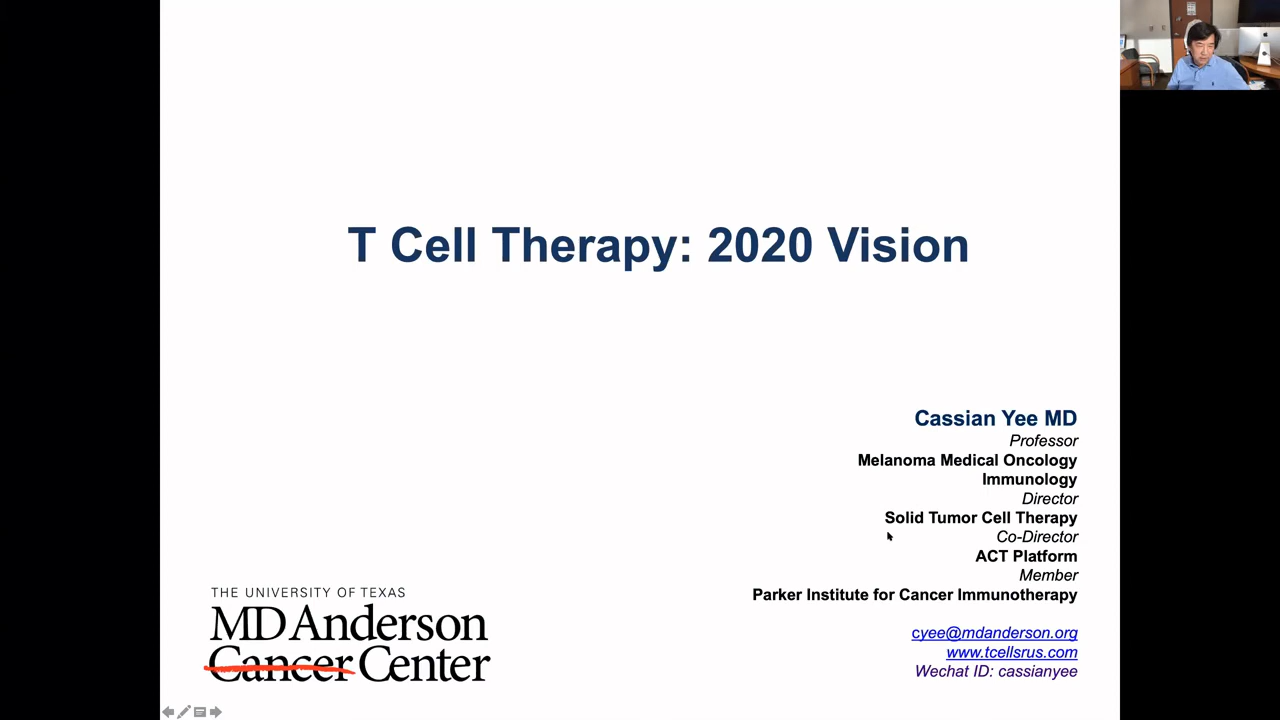 T Cell Therapy: 2020 Vision
Cassian Yee MD
Professor
Melanoma Medical Oncology
Immunology
Director
Solid Tumor Cell Therapy
Co-Director
ACT Platform
Member
Parker Institute for Cancer Immunotherapy
cyee@mdanderson.org
www.tcellsrus.com
Wechat ID: cassianyee
THE UNIVERSITY OF TEXAS
MD Anderson
Cancer Center